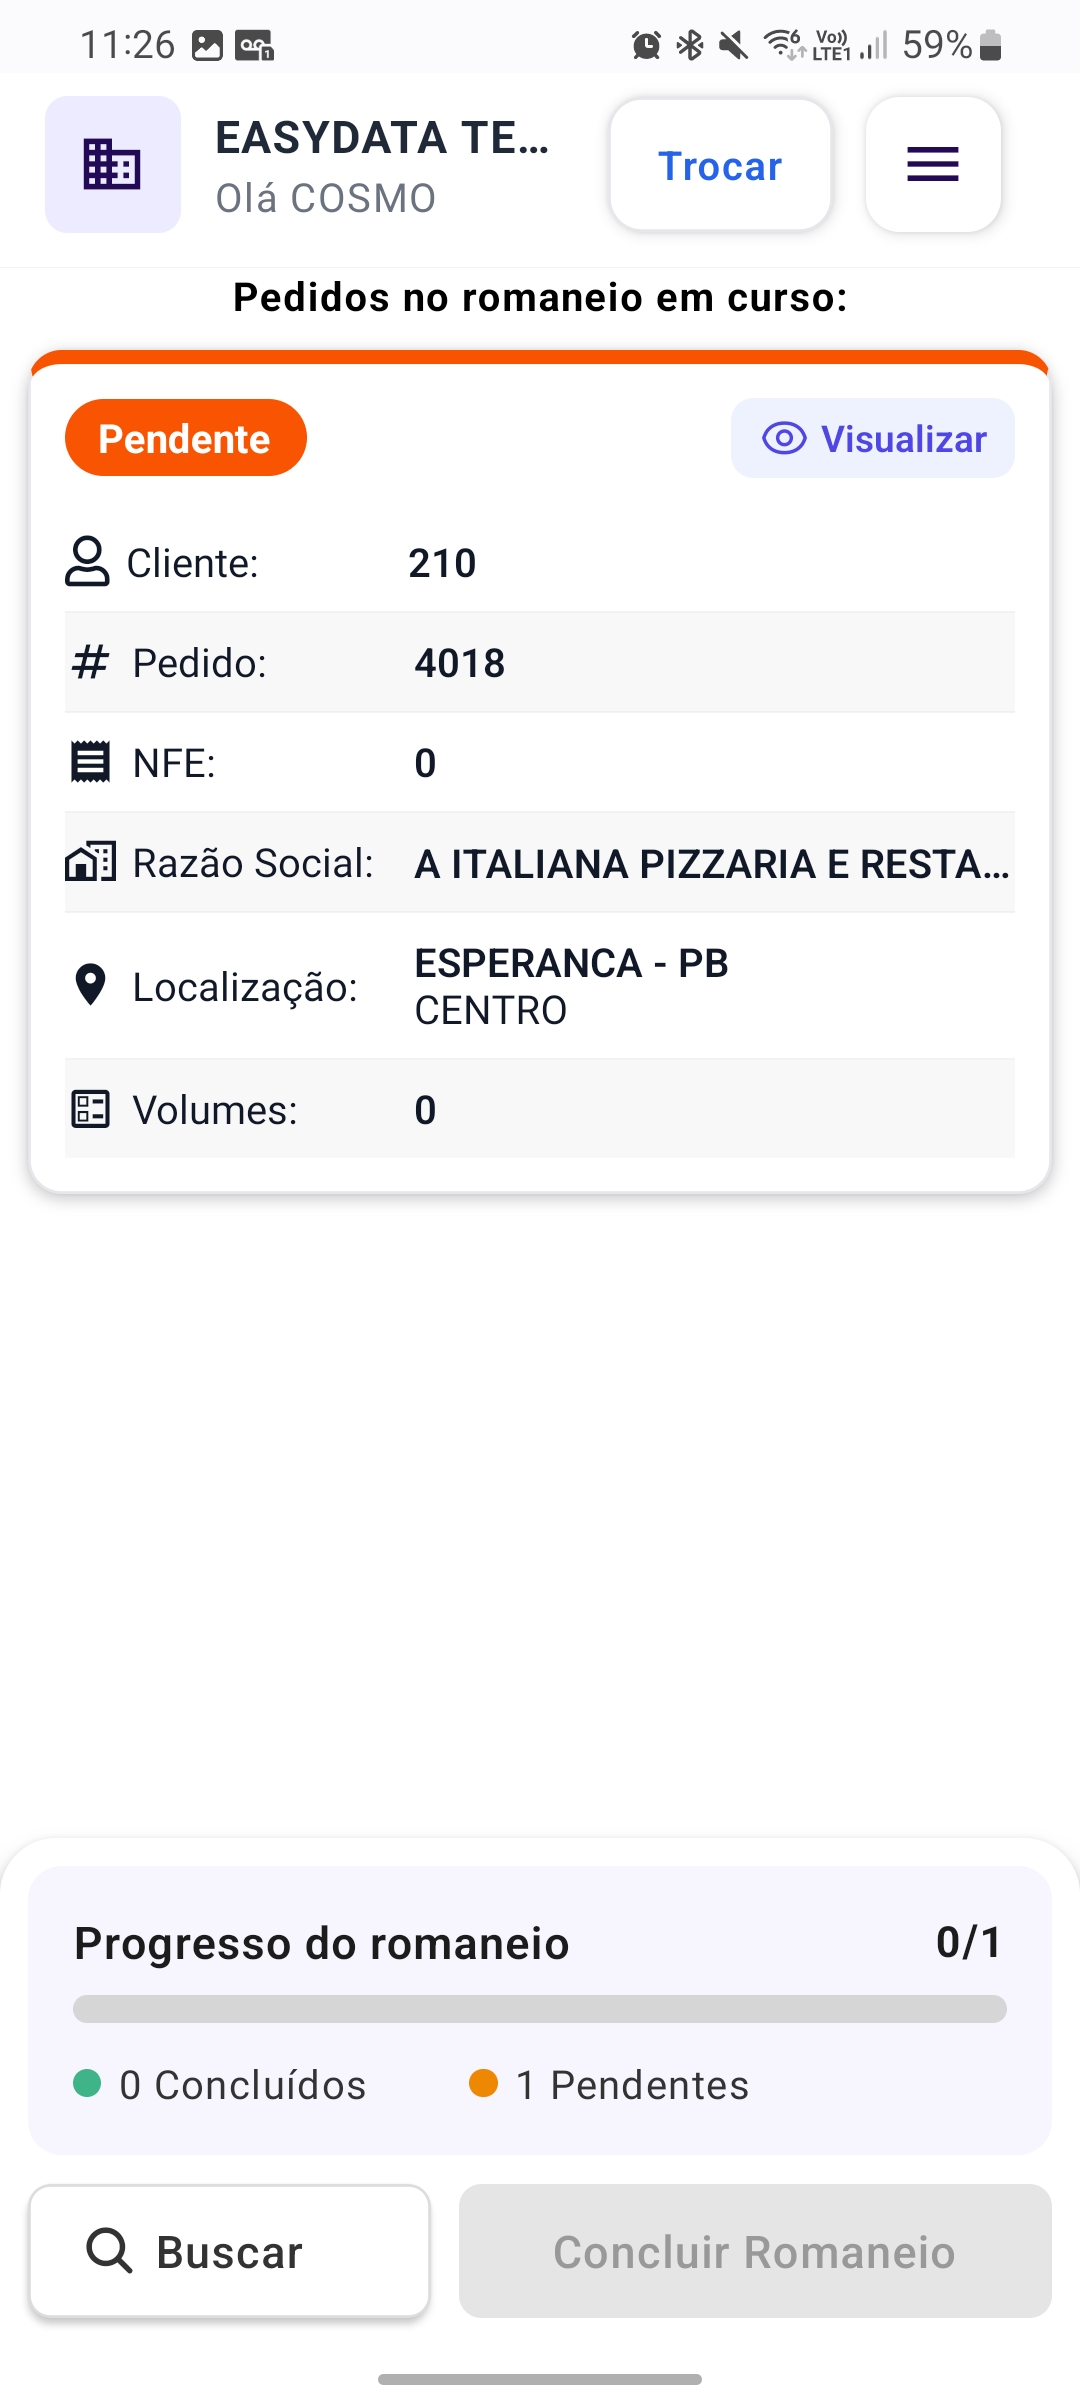 11:26
Vo)) LTE1 59%
EASYDATA TE...
Olá COSMO
Trocar
Pedidos no romaneio em curso:
Pendente
Visualizar
Cliente: 210
# Pedido: 4018
NFE: 0
Razão Social: A ITALIANA PIZZARIA E RESTA...
Localização: ESPERANCA - PB
CENTRO
Volumes: 0
Progresso do romaneio 0/1
0 Concluídos 1 Pendentes
Buscar
Concluir Romaneio